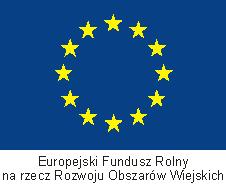 Europejski Fundusz Rolny
na rzecz Rozwoju Obszarów Wiejskich